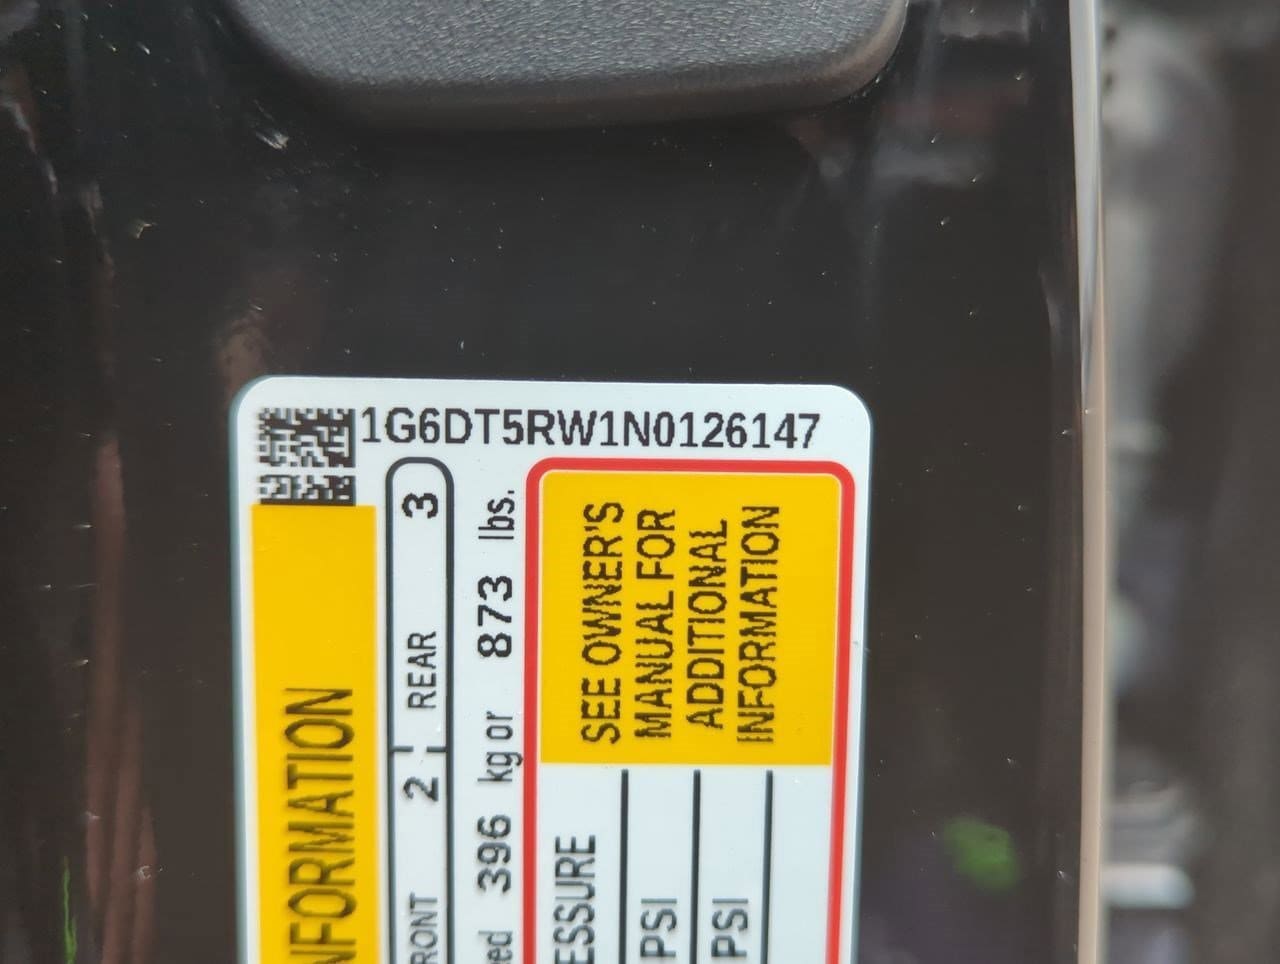 1G6DT5RW1N0126147
NFORMATION
RONT 2 REAR 3
ed 396 kg or 873 lbs.
ESSURE
PSI
PSI
SEE OWNER'S
MANUAL FOR
ADDITIONAL
INFORMATION